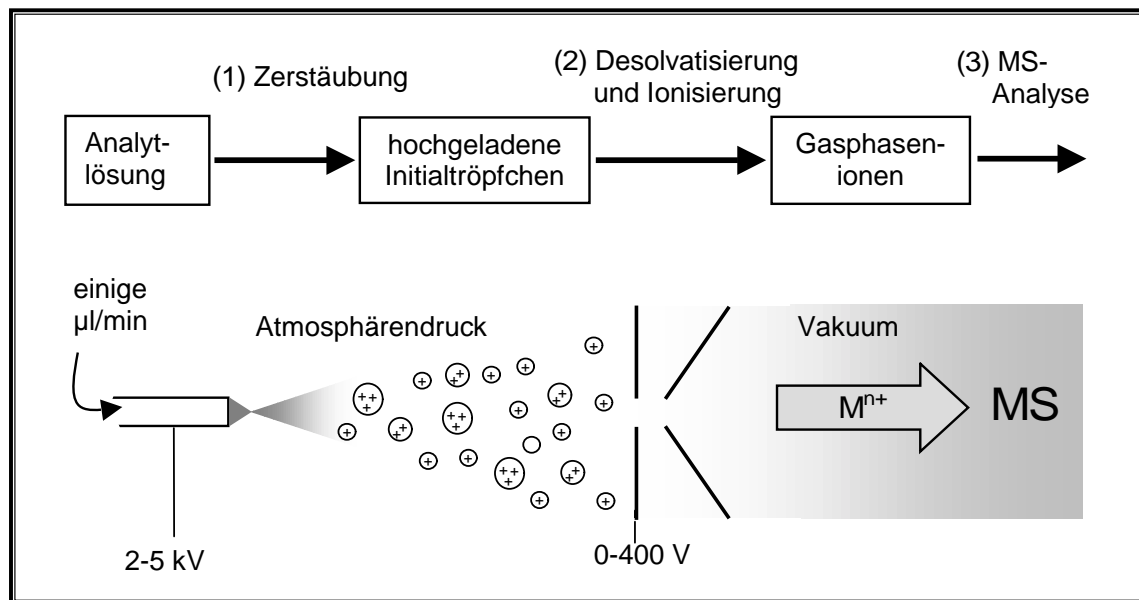 (1) Zerstäubung
(2) Desolvatisierung
und Ionisierung
(3) MS-
Analyse
Analyt-
lösung
hochgeladene
Initialtröpfchen
Gasphasen-
ionen
einige
µl/min
Atmosphärendruck
Vakuum
Mⁿ⁺
MS
2-5 kV
0-400 V